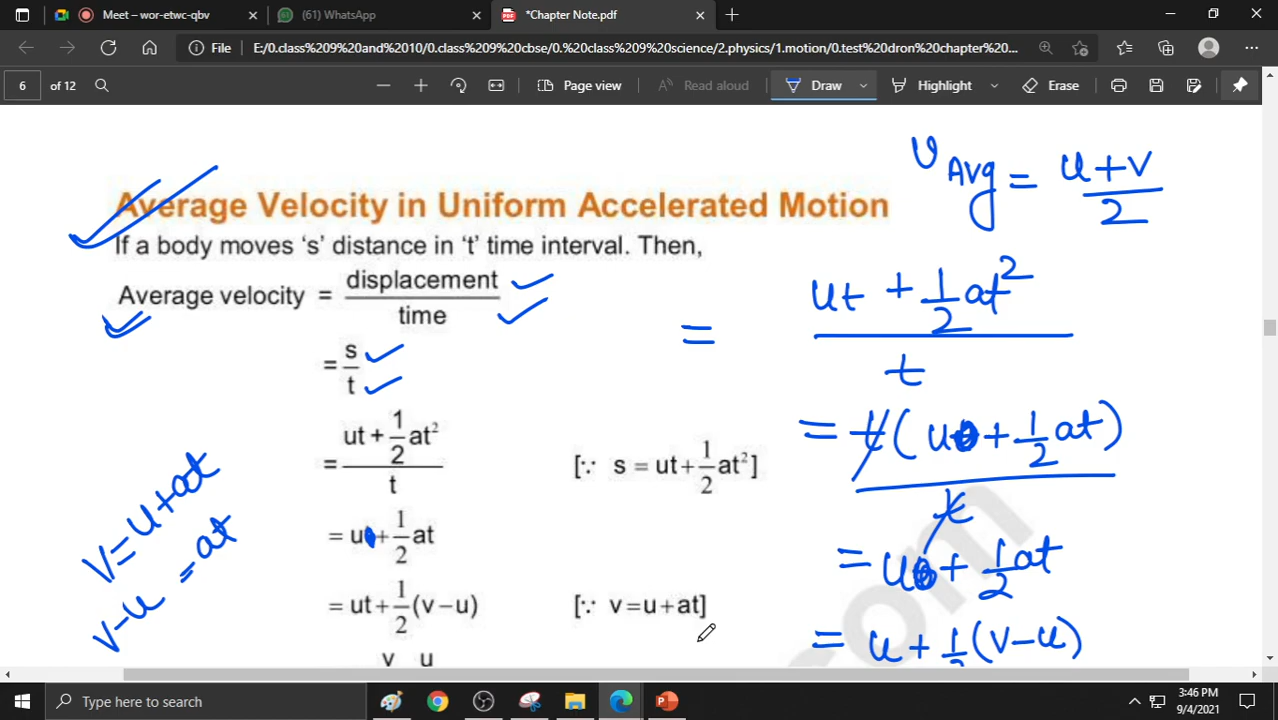 Meet – wor-etwc-qbv
(61) WhatsApp
*Chapter Note.pdf
File
E:/0.class%209%20and%2010/0.class%209%20cbse/0.%20class%209%20science/2.physics/1.motion/0.test%20dron%20chapter%20...
6 of 12
Page view
Read aloud
Draw
Highlight
Erase
v Avg = u+v/2
Average Velocity in Uniform Accelerated Motion
If a body moves 's' distance in 't' time interval. Then,
Average velocity = displacement/time
= (ut + 1/2 at²)/t
= s/t
= t(u + 1/2 at)/t
= (ut + 1/2 at²)/t [∵ s = ut + 1/2 at²]
v = u+at
v-u = at
= u + 1/2 at
= u + 1/2 at
= ut + 1/2 (v – u) [∵ v = u + at]
= u + 1/2 (v-u)
v u
.com
Type here to search
3:46 PM
9/4/2021